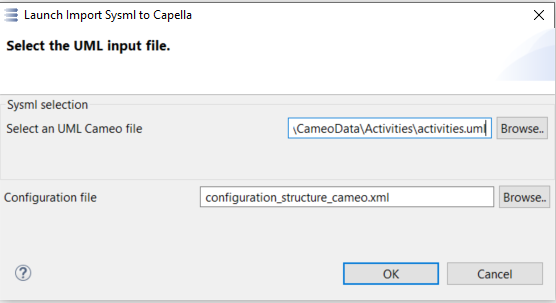 Launch Import Sysml to Capella
Select the UML input file.
Sysml selection
Select an UML Cameo file
\CameoData\Activities\activities.uml
Browse..
Configuration file
configuration_structure_cameo.xml
Browse..
?
OK
Cancel